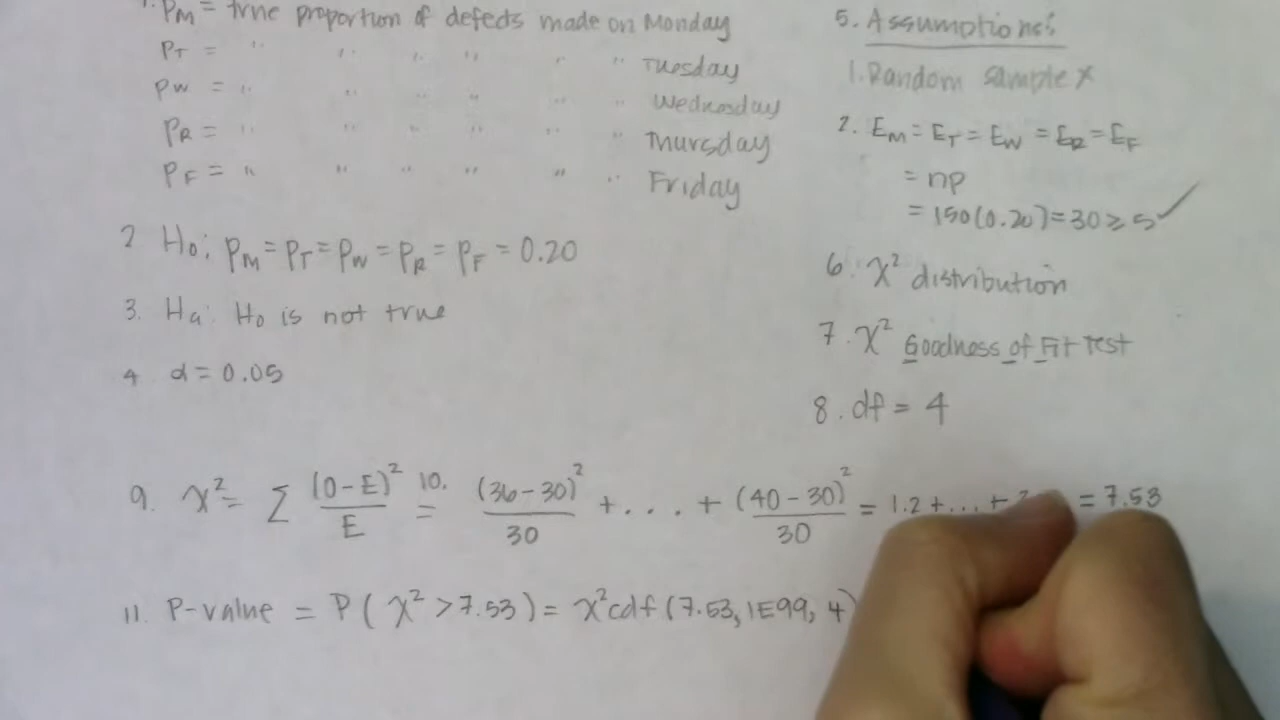 1. PM = true proportion of defects made on Monday
PT = " " " " " " Tuesday
PW = " " " " " " Wednesday
PR = " " " " " " Thursday
PF = " " " " " " Friday
2 Ho: PM = PT = PW = PR = PF = 0.20
3. Ha: Ho is not true
4 α = 0.05
5. Assumptions:
1. Random sample x
2. EM = ET = EW = ER = EF
= np
= 150(0.20) = 30 ≥ 5 ✓
6. χ² distribution
7. χ² Goodness of Fit Test
8. df = 4
9. χ² = Σ (O-E)²/E 10. = (36-30)²/30 + ... + (40-30)²/30 = 1.2 + ... + = 7.53
11. P-value = P(χ² > 7.53) = χ²cdf(7.53, 1E99, 4)